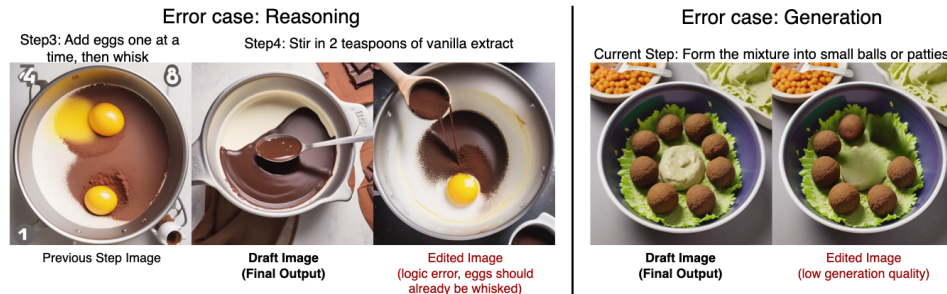 Error case: Reasoning
Step3: Add eggs one at a
time, then whisk
Step4: Stir in 2 teaspoons of vanilla extract
8
1
Previous Step Image
Draft Image
(Final Output)
Edited Image
(logic error, eggs should
already be whisked)
Error case: Generation
Current Step: Form the mixture into small balls or patties
Draft Image
(Final Output)
Edited Image
(low generation quality)